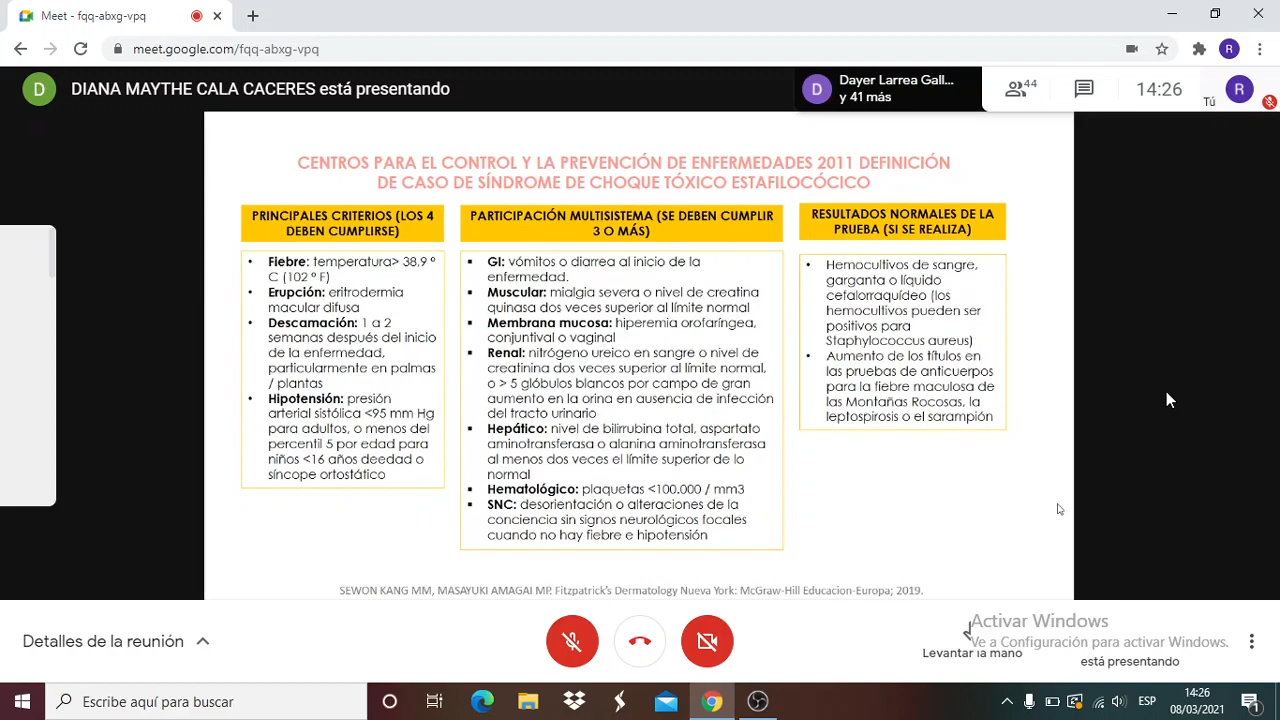 Meet - fqq-abxg-vpq
meet.google.com/fqq-abxg-vpq
R
D
DIANA MAYTHE CALA CACERES está presentando
D
Dayer Larrea Gall...
y 41 más
44
14:26
Tú
R
CENTROS PARA EL CONTROL Y LA PREVENCIÓN DE ENFERMEDADES 2011 DEFINICIÓN
DE CASO DE SÍNDROME DE CHOQUE TÓXICO ESTAFILOCÓCICO
PRINCIPALES CRITERIOS (LOS 4
DEBEN CUMPLIRSE)
• Fiebre: temperatura> 38,9 º
C (102 º F)
• Erupción: eritrodermia
macular difusa
• Descamación: 1 a 2
semanas después del inicio
de la enfermedad,
particularmente en palmas
/ plantas
• Hipotensión: presión
arterial sistólica <95 mm Hg
para adultos, o menos del
percentil 5 por edad para
niños <16 años deedad o
síncope ortostático
PARTICIPACIÓN MULTISISTEMA (SE DEBEN CUMPLIR
3 O MÁS)
▪ GI: vómitos o diarrea al inicio de la
enfermedad.
▪ Muscular: mialgia severa o nivel de creatina
quinasa dos veces superior al límite normal
▪ Membrana mucosa: hiperemia orofaríngea,
conjuntival o vaginal
▪ Renal: nitrógeno ureico en sangre o nivel de
creatinina dos veces superior al límite normal,
o > 5 glóbulos blancos por campo de gran
aumento en la orina en ausencia de infección
del tracto urinario
▪ Hepático: nivel de bilirrubina total, aspartato
aminotransferasa o alanina aminotransferasa
al menos dos veces el límite superior de lo
normal
▪ Hematológico: plaquetas <100.000 / mm3
▪ SNC: desorientación o alteraciones de la
conciencia sin signos neurológicos focales
cuando no hay fiebre e hipotensión
RESULTADOS NORMALES DE LA
PRUEBA (SI SE REALIZA)
• Hemocultivos de sangre,
garganta o líquido
cefalorraquídeo (los
hemocultivos pueden ser
positivos para
Staphylococcus aureus)
• Aumento de los títulos en
las pruebas de anticuerpos
para la fiebre maculosa de
las Montañas Rocosas, la
leptospirosis o el sarampión
SEWON KANG MM, MASAYUKI AMAGAI MP. Fitzpatrick's Dermatology Nueva York: McGraw-Hill Educacion-Europa; 2019.
Detalles de la reunión
Levantar la mano
está presentando
Activar Windows
Ve a Configuración para activar Windows.
Escribe aquí para buscar
ESP
14:26
08/03/2021
1